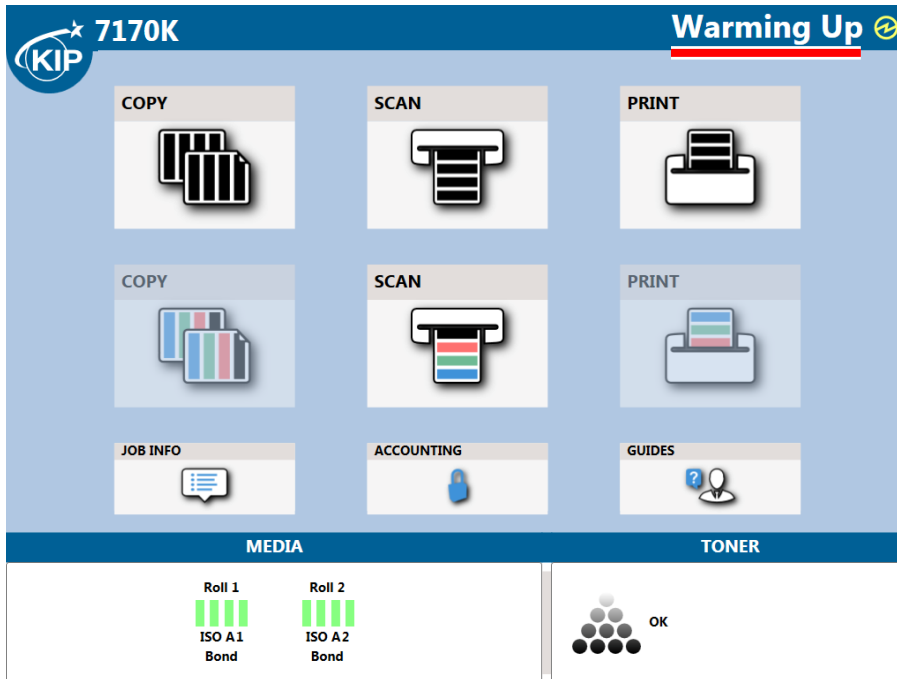 KIP 7170K Warming Up
COPY SCAN PRINT
COPY SCAN PRINT
JOB INFO ACCOUNTING GUIDES
?
MEDIA TONER
Roll 1 Roll 2
OK
ISO A1 ISO A2
Bond Bond